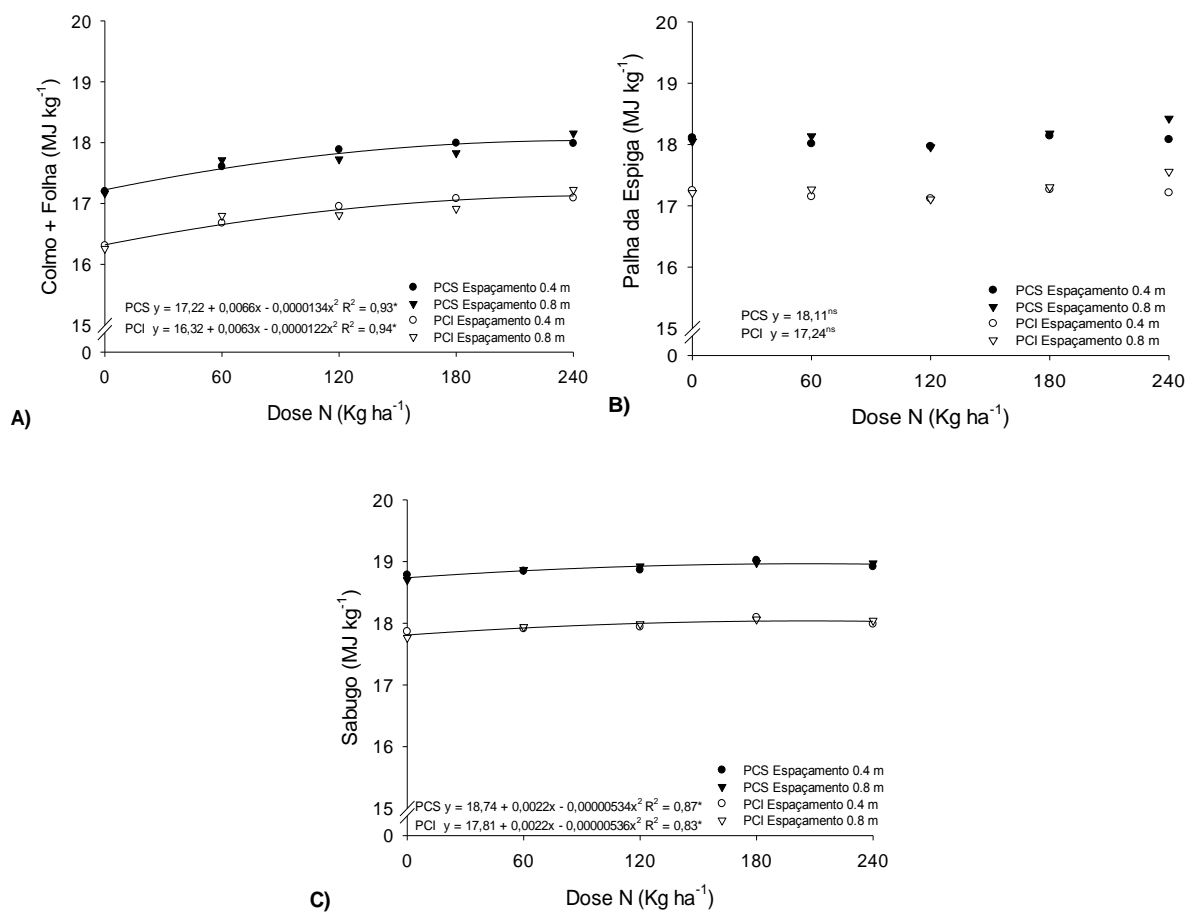 20
19
18
17
16
15
0
Colmo + Folha (MJ kg⁻¹)
PCS Espaçamento 0.4 m
PCS Espaçamento 0.8 m
PCI Espaçamento 0.4 m
PCI Espaçamento 0.8 m
PCS y = 17,22 + 0,0066x - 0,0000134x² R² = 0,93*
PCI y = 16,32 + 0,0063x - 0,0000122x² R² = 0,94*
0 60 120 180 240
Dose N (Kg ha⁻¹)
A)
20
19
18
17
16
15
0
Palha da Espiga (MJ kg⁻¹)
PCS Espaçamento 0.4 m
PCS Espaçamento 0.8 m
PCI Espaçamento 0.4 m
PCI Espaçamento 0.8 m
PCS y = 18,11ⁿˢ
PCI y = 17,24ⁿˢ
0 60 120 180 240
Dose N (Kg ha⁻¹)
B)
20
19
18
17
16
15
0
Sabugo (MJ kg⁻¹)
PCS Espaçamento 0.4 m
PCS Espaçamento 0.8 m
PCI Espaçamento 0.4 m
PCI Espaçamento 0.8 m
PCS y = 18,74 + 0,0022x - 0,00000534x² R² = 0,87*
PCI y = 17,81 + 0,0022x - 0,00000536x² R² = 0,83*
0 60 120 180 240
Dose N (Kg ha⁻¹)
C)